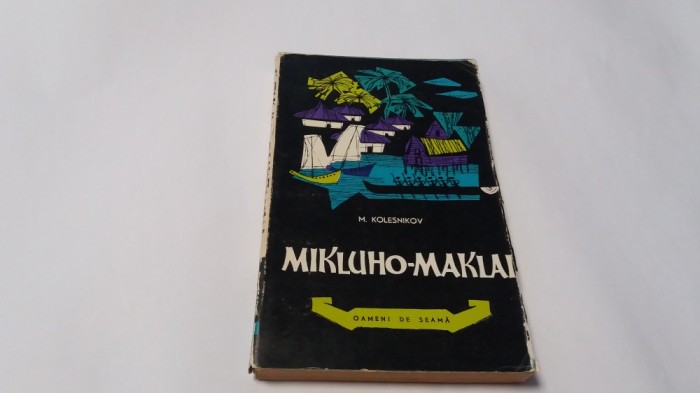 M. KOLESNIKOV
MIKLUHO-MAKLAI
OAMENI DE SEAMĂ